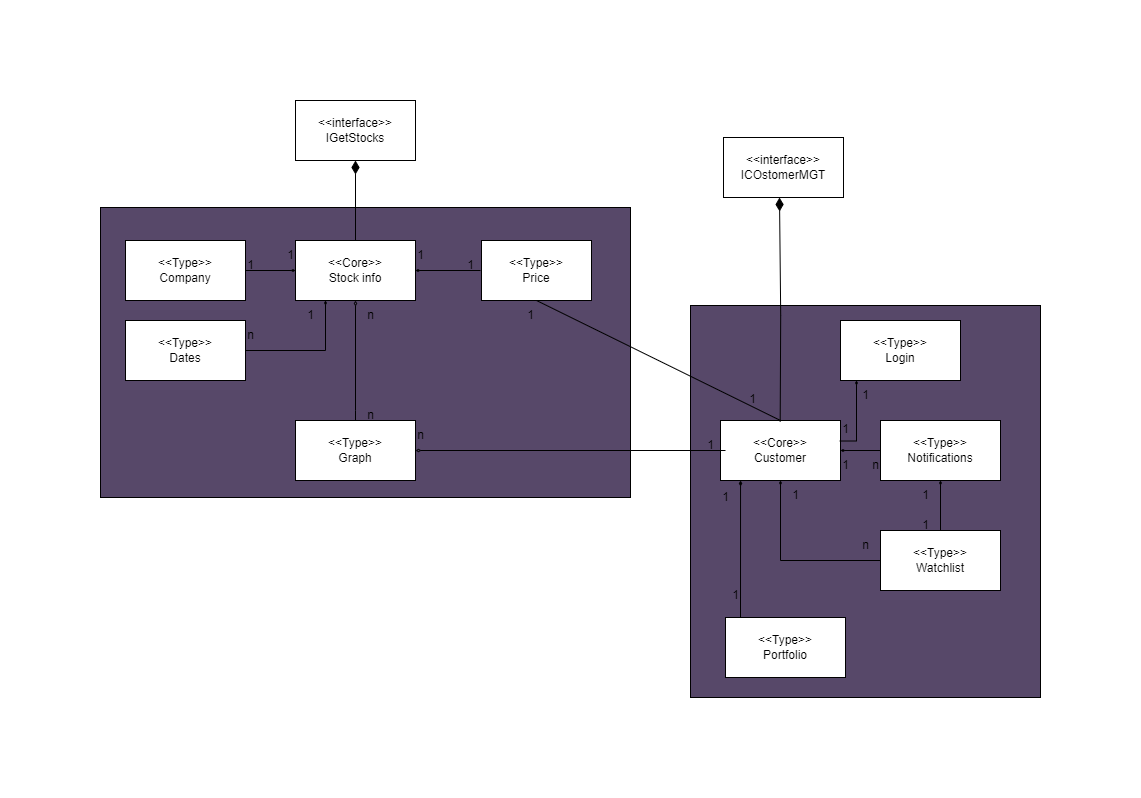 <<interface>>
IGetStocks
<<interface>>
ICOstomerMGT
<<Type>>
Company
1
1
<<Core>>
Stock info
1
1
<<Type>>
Price
<<Type>>
Dates
n
1
n
1
<<Type>>
Login
1
1
n
<<Type>>
Graph
n
1
<<Core>>
Customer
1
1
n
<<Type>>
Notifications
1
1
1
1
n
<<Type>>
Watchlist
1
<<Type>>
Portfolio